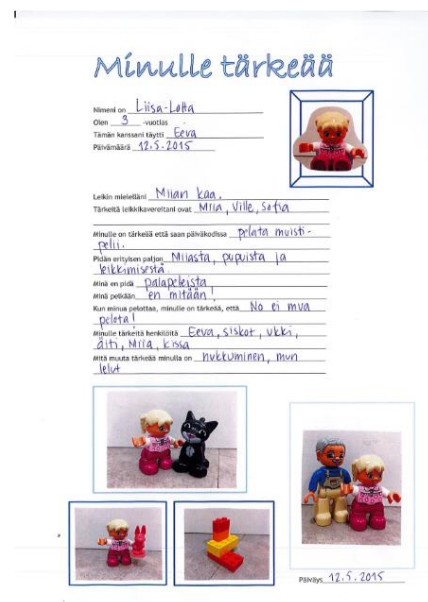 Minulle tärkeää
Nimeni on Liisa-Lotta
Olen 3 -vuotias
Tämän kanssani täytti Eeva
Päivämäärä 12.5.2015
Leikin mielelläni Miian kaa.
Tärkeitä leikkikavereitani ovat Miia, Ville, Sofia
Minulle on tärkeää että saan päiväkodissa pelata muisti-
pelii.
Pidän erityisen paljon Miiasta, pupuista ja
leikkimisestä.
Minä en pidä palapeleistä
Minä pelkään en mitään!
Kun minua pelottaa, minulle on tärkeää, että No ei mua
pelota!
Minulle tärkeitä henkilöitä Eeva, siskot, ukki,
äiti, Miia, kissa
Mitä muuta tärkeää minulla on nukkuminen, mun
lelut
Päiväys 12.5.2015